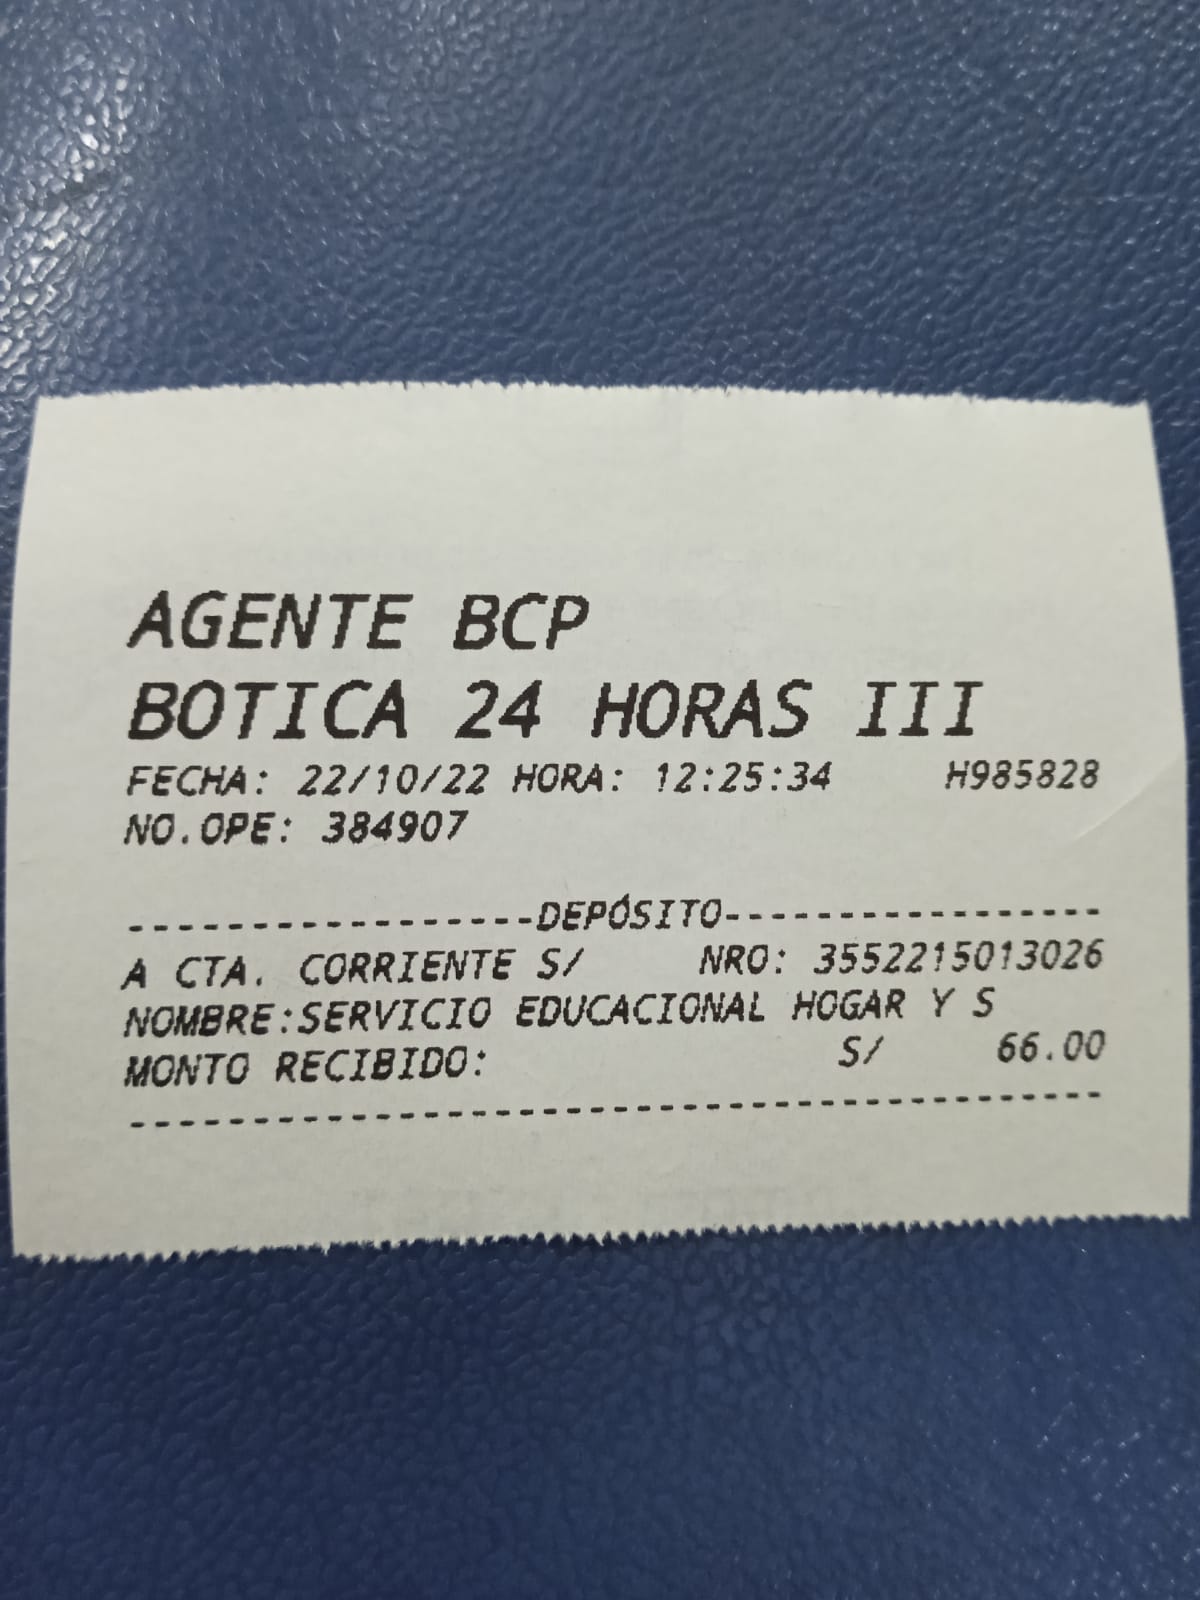 AGENTE BCP
BOTICA 24 HORAS III
FECHA: 22/10/22 HORA: 12:25:34 H985828
NO.OPE: 384907
-----------------DEPÓSITO-----------------
A CTA. CORRIENTE S/ NRO: 3552215013026
NOMBRE:SERVICIO EDUCACIONAL HOGAR Y S
MONTO RECIBIDO: S/ 66.00
---------------------------------------